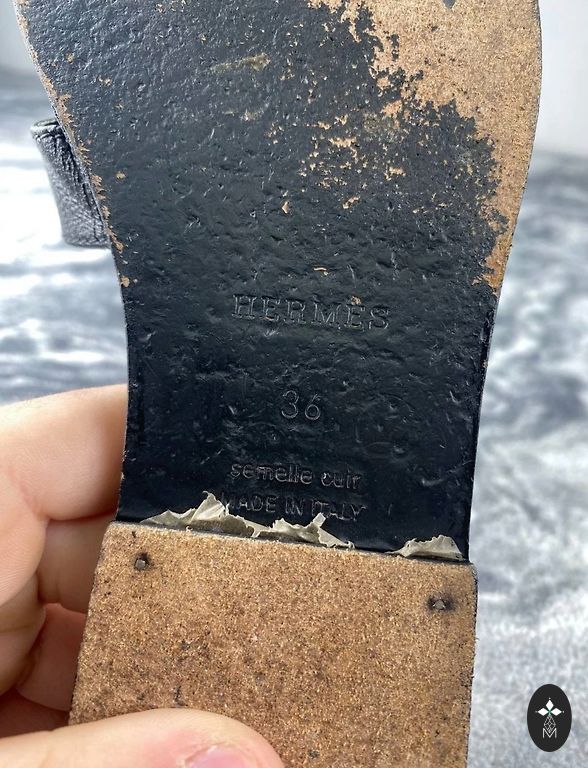 HERMES
36
semelle cuir
MADE IN ITALY
M